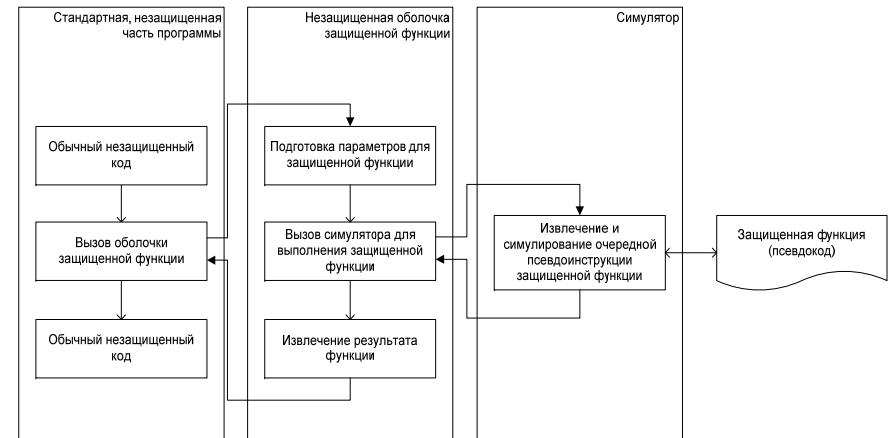 Стандартная, незащищенная
часть программы
Незащищенная оболочка
защищенной функции
Симулятор
Обычный незащищенный
код
Подготовка параметров для
защищенной функции
Вызов оболочки
защищенной функции
Вызов симулятора для
выполнения защищенной
функции
Извлечение и
симулирование очередной
псевдоинструкции
защищенной функции
Защищенная функция
(псевдокод)
Обычный незащищенный
код
Извлечение результата
функции